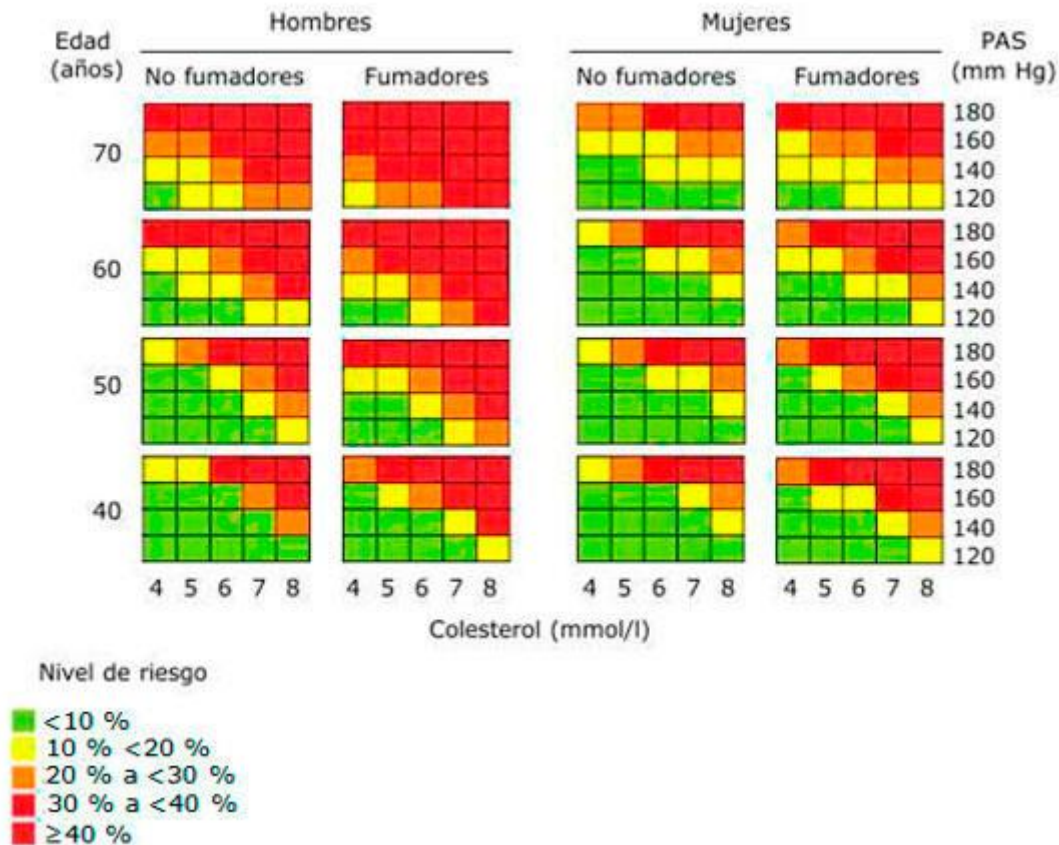 Hombres Mujeres
Edad (años) PAS (mm Hg)
No fumadores Fumadores No fumadores Fumadores
180
70 160
140
120
180
60 160
140
120
180
50 160
140
120
180
40 160
140
120
4 5 6 7 8 4 5 6 7 8 4 5 6 7 8 4 5 6 7 8
Colesterol (mmol/l)
Nivel de riesgo
<10 %
10 % <20 %
20 % a <30 %
30 % a <40 %
≥40 %